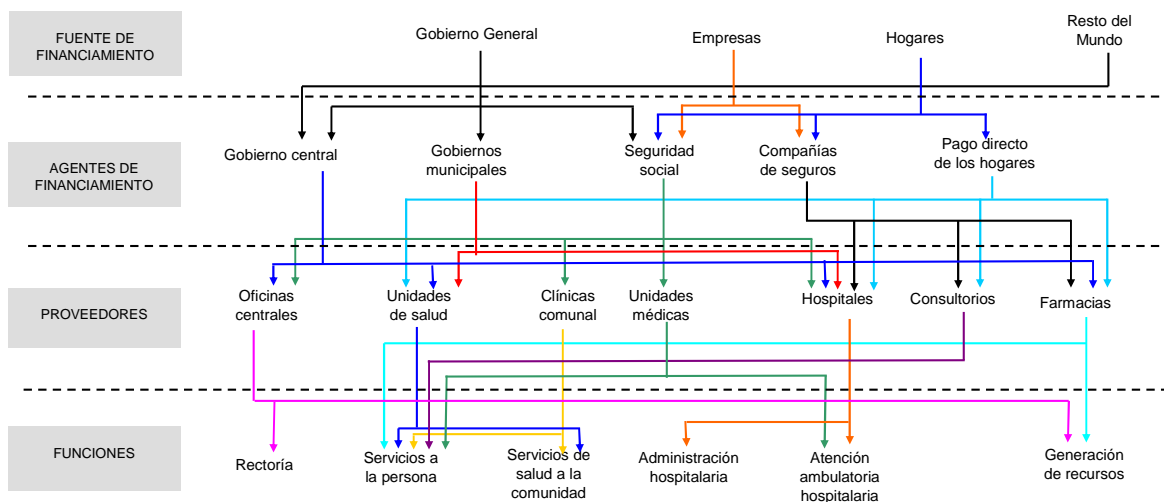 FUENTE DE
FINANCIAMIENTO
Gobierno General
Empresas
Hogares
Resto del
Mundo
AGENTES DE
FINANCIAMIENTO
Gobierno central
Gobiernos
municipales
Seguridad
social
Compañías
de seguros
Pago directo
de los hogares
PROVEEDORES
Oficinas
centrales
Unidades
de salud
Clínicas
comunal
Unidades
médicas
Hospitales
Consultorios
Farmacias
FUNCIONES
Rectoría
Servicios a
la persona
Servicios de
salud a la
comunidad
Administración
hospitalaria
Atención
ambulatoria
hospitalaria
Generación
de recursos